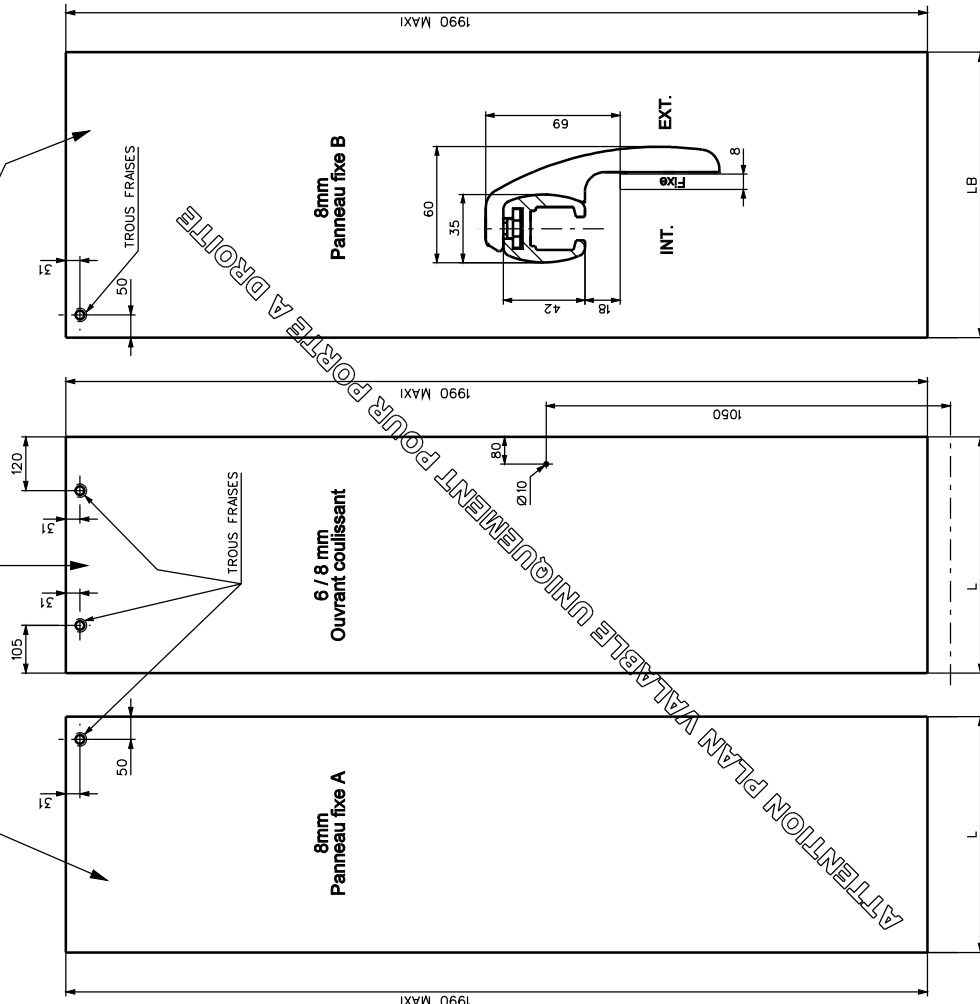 1990 MAXI
TROUS FRAISES
31
50
8mm
Panneau fixe B
69
60
35
EXT.
8
Fixe
INT.
42
18
LB
1990 MAXI
120
31
TROUS FRAISES
31
105
6 / 8 mm
Ouvrant coulissant
80
Ø10
1050
L
31
50
8mm
Panneau fixe A
L
1990 MAXI
ATTENTION PLAN VALABLE UNIQUEMENT POUR PORTE A DROITE